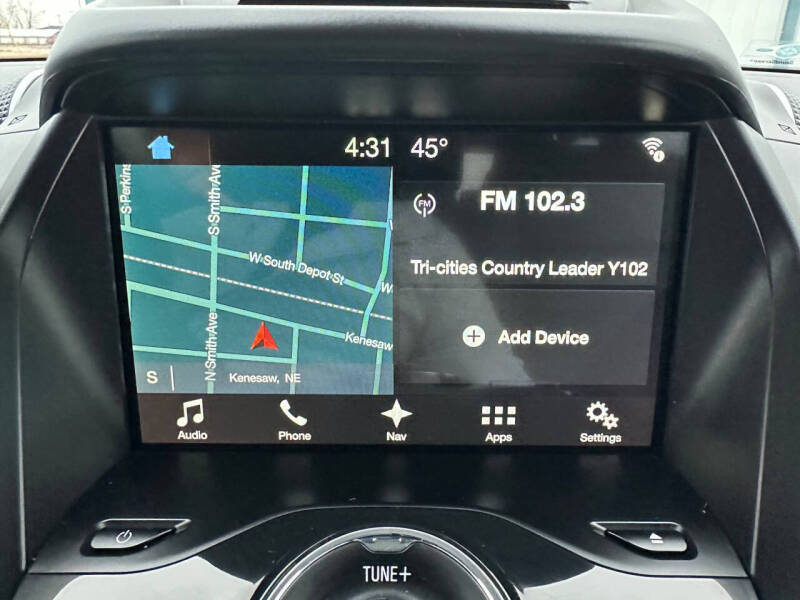 4:31 45°
FM
FM 102.3
Tri-cities Country Leader Y102
Add Device
S Perkins
S Smith Ave
W South Depot St
W
Kenesaw
N Smith Ave
S
Kenesaw, NE
Audio
Phone
Nav
Apps
Settings
TUNE+